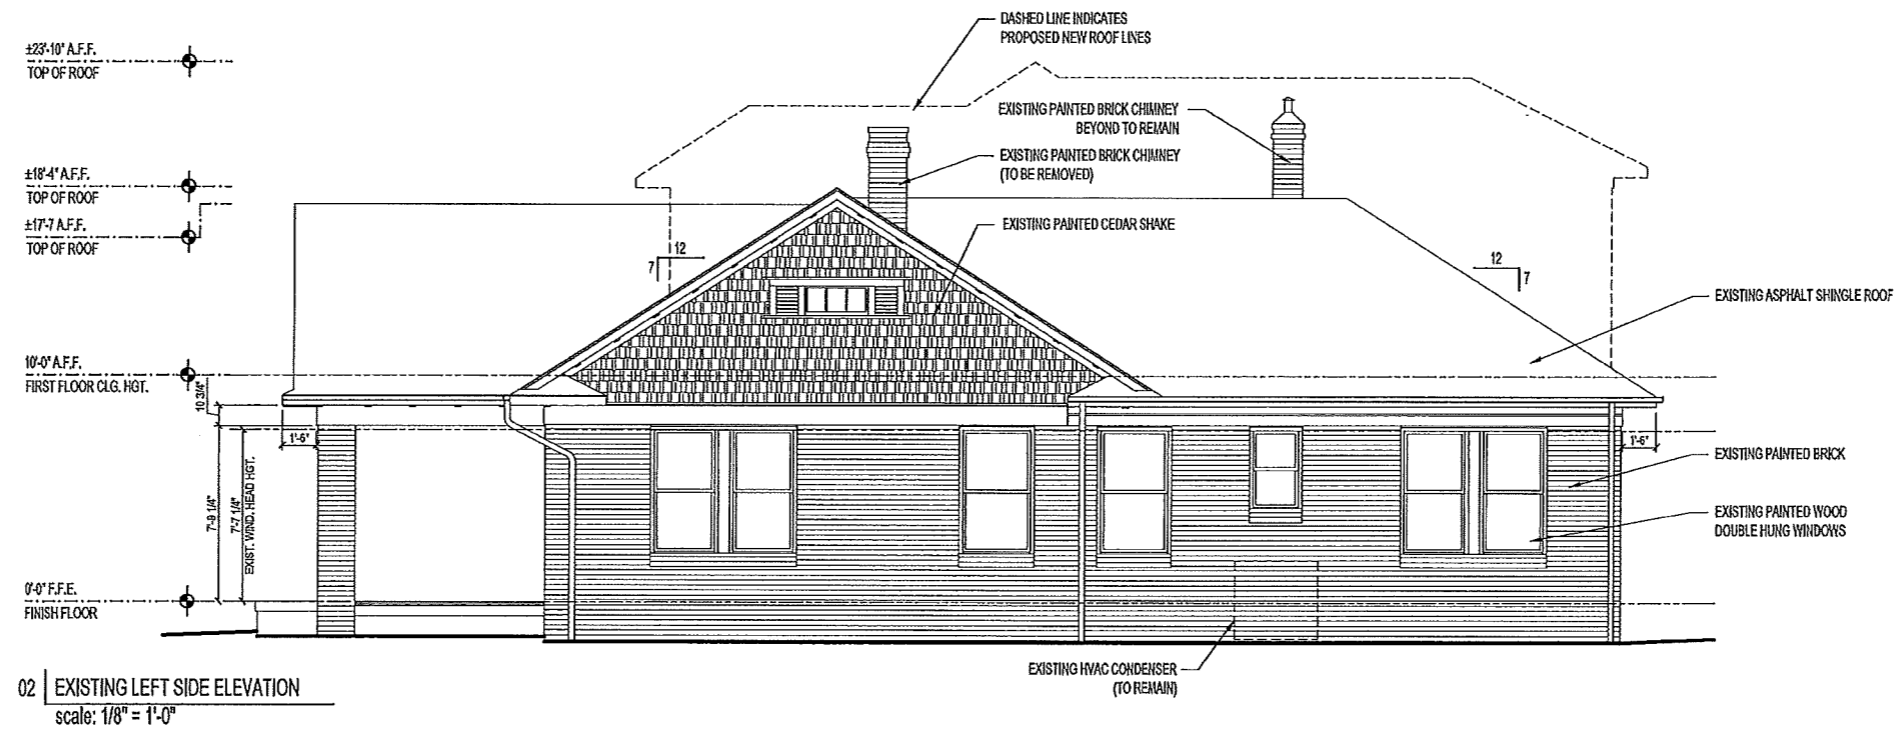 DASHED LINE INDICATES
PROPOSED NEW ROOF LINES
±23'-10" A.F.F.
TOP OF ROOF
EXISTING PAINTED BRICK CHIMNEY
BEYOND TO REMAIN
EXISTING PAINTED BRICK CHIMNEY
(TO BE REMOVED)
±18'-4" A.F.F.
TOP OF ROOF
±17'-7 A.F.F.
TOP OF ROOF
EXISTING PAINTED CEDAR SHAKE
12
7
12
7
EXISTING ASPHALT SHINGLE ROOF
10'-0" A.F.F.
FIRST FLOOR CLG. HGT.
10 3/4"
1'-6"
1'-6"
EXISTING PAINTED BRICK
7'-9 1/4"
7'-7 1/4"
EXIST. WIND. HEAD HGT.
EXISTING PAINTED WOOD
DOUBLE HUNG WINDOWS
0'-0" F.F.E.
FINISH FLOOR
EXISTING HVAC CONDENSER
(TO REMAIN)
02 EXISTING LEFT SIDE ELEVATION
scale: 1/8" = 1'-0"